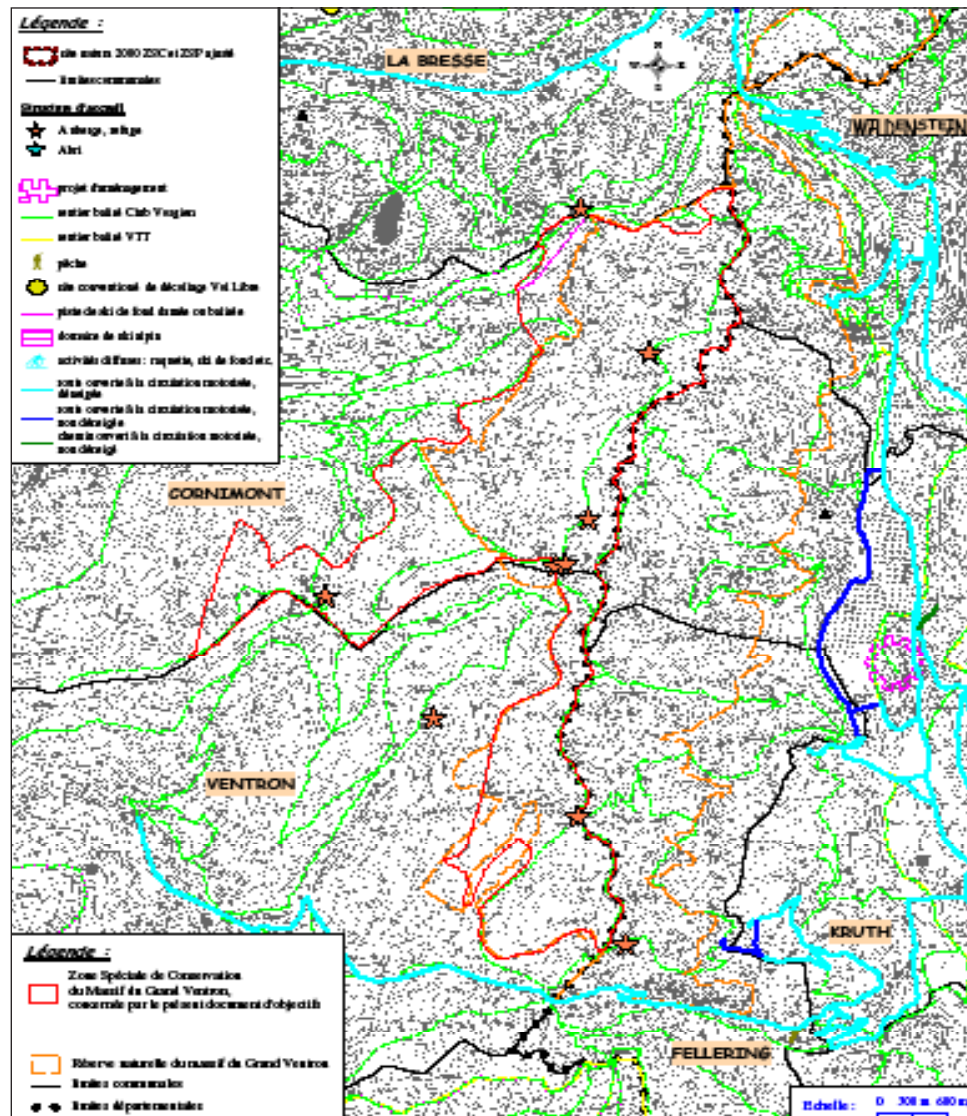 Légende :
site natura 2000 ZSC et ZSP ajusté
limites communales
Structure d'accueil
Auberge, refuge
Abri
projet d'aménagement
sentier balisé Club Vosgien
sentier balisé VTT
pêche
site conventionné de décollage Vol Libre
piste de ski de fond damée ou balisée
domaine de ski alpin
activités diffuses : raquette, ski de fond etc.
route ouverte à la circulation motorisée,
déneigée
route ouverte à la circulation motorisée,
non déneigée
chemin ouvert à la circulation motorisée,
non déneigé
LA BRESSE
N
W E
S
WILDENSTEIN
CORNIMONT
VENTRON
KRUTH
FELLERING
Légende :
Zone Spéciale de Conservation
du Massif du Grand Ventron,
concernée par le présent document d'objectifs
Réserve naturelle du massif du Grand Ventron
limites communales
limites départementales
Echelle : 0 300 m 600 m